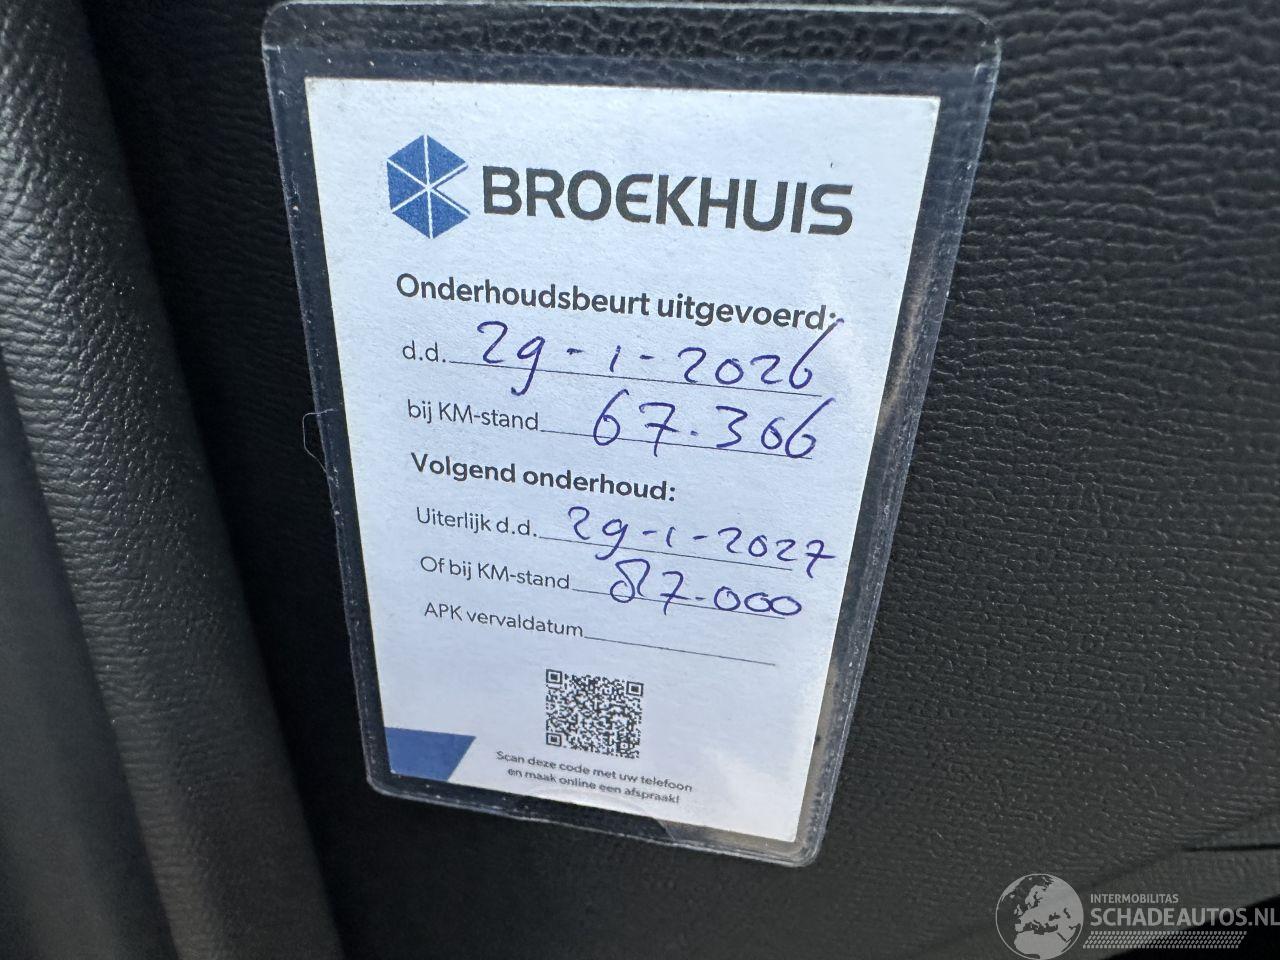 BROEKHUIS
Onderhoudsbeurt uitgevoerd:
d.d. 29-1-2026
bij KM-stand 67.366
Volgend onderhoud:
Uiterlijk d.d. 29-1-2027
Of bij KM-stand 87.000
APK vervaldatum
Scan deze code met uw telefoon
en maak online een afspraak!
INTERMOBILITAS
SCHADEAUTOS.NL